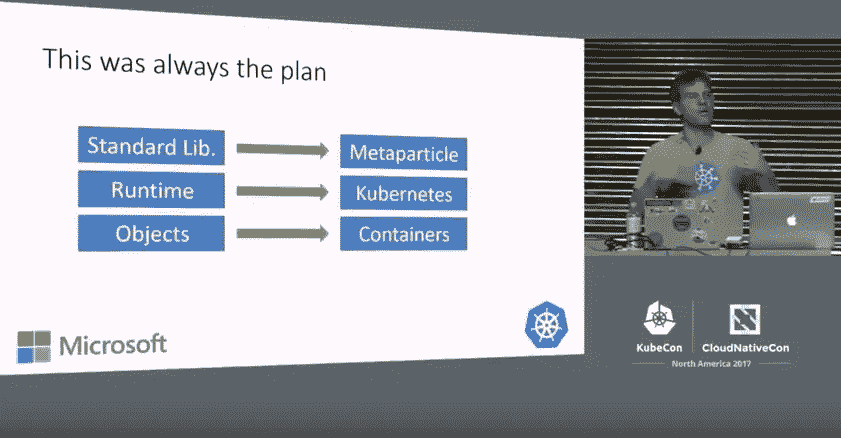 This was always the plan
Standard Lib.
Metaparticle
Runtime
Kubernetes
Objects
Containers
Microsoft
KubeCon
CloudNativeCon
North America 2017